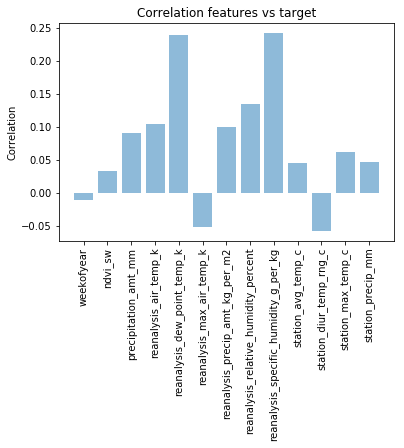 Correlation features vs target
Correlation
0.25
0.20
0.15
0.10
0.05
0.00
−0.05
weekofyear
ndvi_sw
precipitation_amt_mm
reanalysis_air_temp_k
reanalysis_dew_point_temp_k
reanalysis_max_air_temp_k
reanalysis_precip_amt_kg_per_m2
reanalysis_relative_humidity_percent
reanalysis_specific_humidity_g_per_kg
station_avg_temp_c
station_diur_temp_rng_c
station_max_temp_c
station_precip_mm